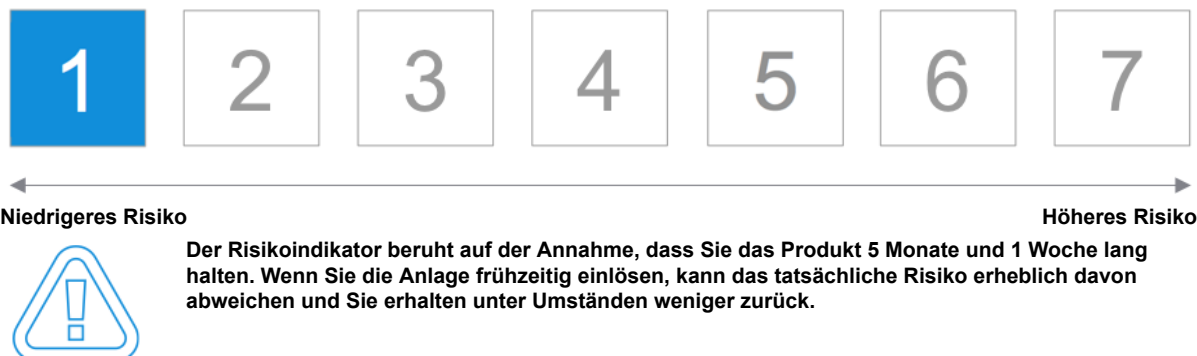 1 2 3 4 5 6 7
Niedrigeres Risiko Höheres Risiko
Der Risikoindikator beruht auf der Annahme, dass Sie das Produkt 5 Monate und 1 Woche lang
halten. Wenn Sie die Anlage frühzeitig einlösen, kann das tatsächliche Risiko erheblich davon
abweichen und Sie erhalten unter Umständen weniger zurück.